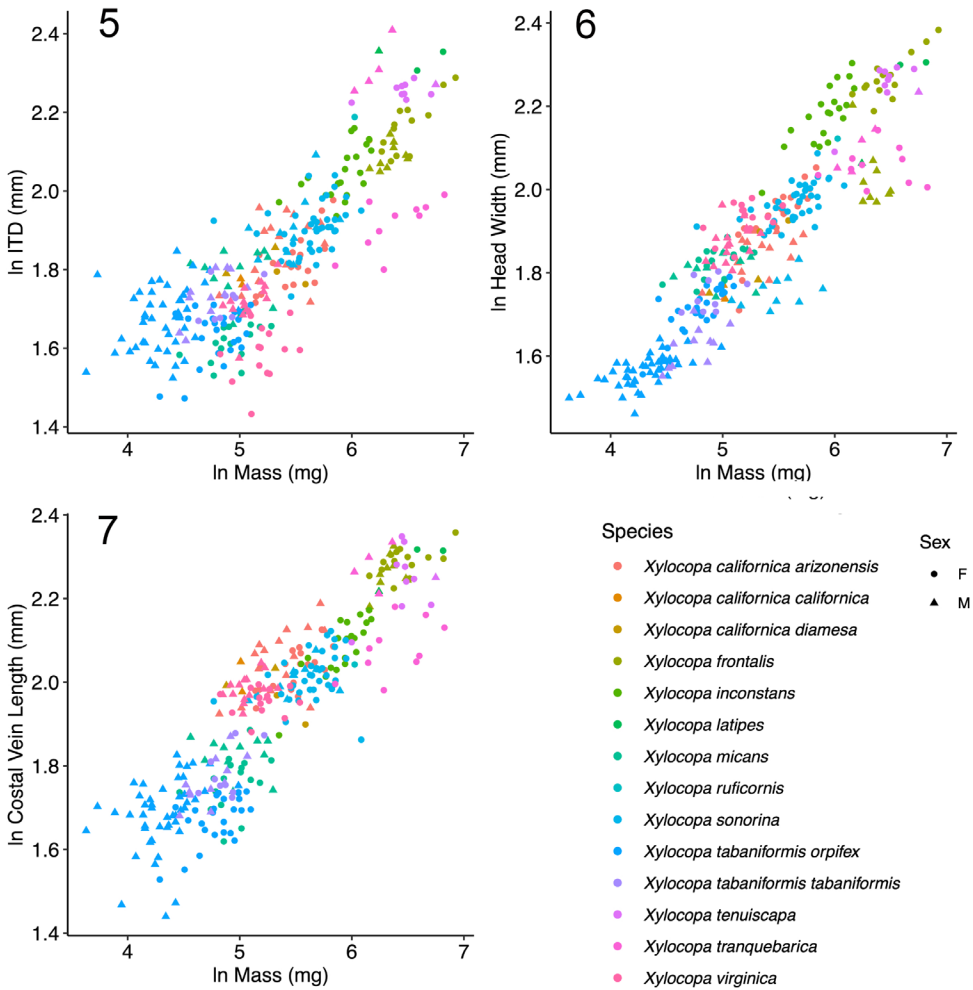 5
ln ITD (mm)
2.4
2.2
2.0
1.8
1.6
1.4
4 5 6 7
ln Mass (mg)
6
ln Head Width (mm)
2.4
2.2
2.0
1.8
1.6
4 5 6 7
ln Mass (mg)
7
ln Costal Vein Length (mm)
2.4
2.2
2.0
1.8
1.6
1.4
4 5 6 7
ln Mass (mg)
Species
Xylocopa californica arizonensis
Xylocopa californica californica
Xylocopa californica diamesa
Xylocopa frontalis
Xylocopa inconstans
Xylocopa latipes
Xylocopa micans
Xylocopa ruficornis
Xylocopa sonorina
Xylocopa tabaniformis orpifex
Xylocopa tabaniformis tabaniformis
Xylocopa tenuiscapa
Xylocopa tranquebarica
Xylocopa virginica
Sex
F
M